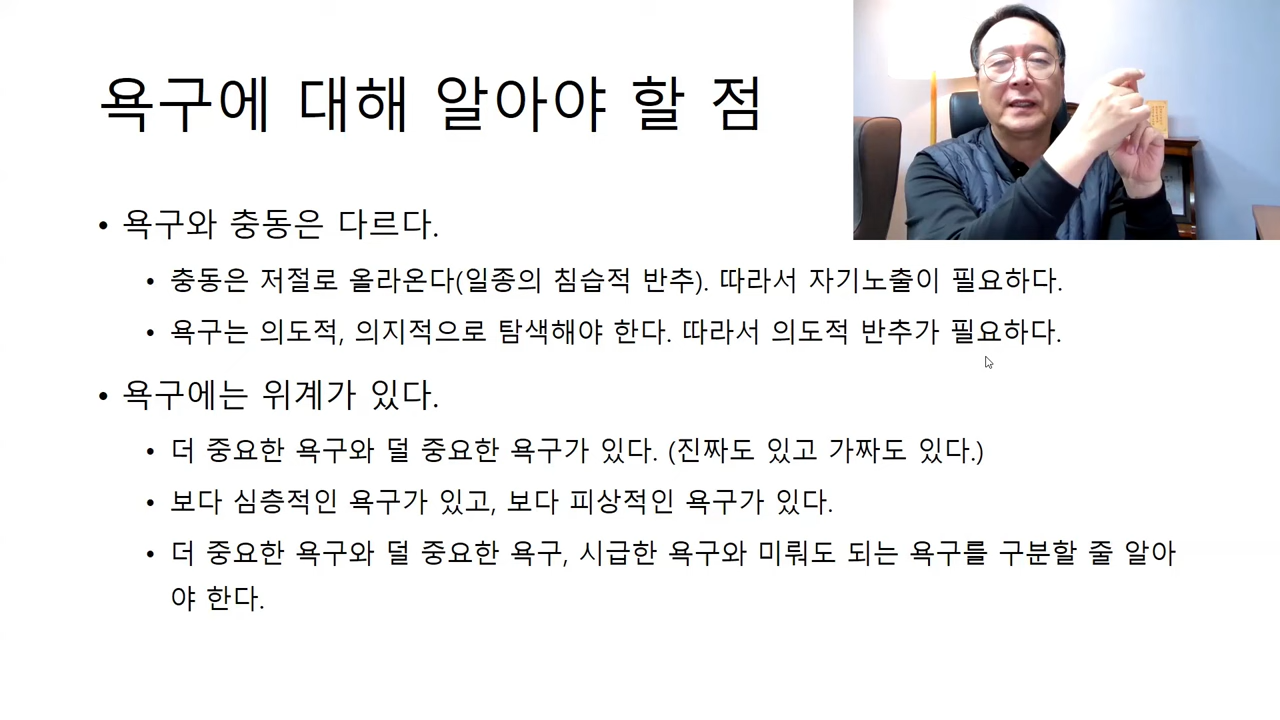 욕구에 대해 알아야 할 점
• 욕구와 충동은 다르다.
• 충동은 저절로 올라온다(일종의 침습적 반추). 따라서 자기노출이 필요하다.
• 욕구는 의도적, 의지적으로 탐색해야 한다. 따라서 의도적 반추가 필요하다.
• 욕구에는 위계가 있다.
• 더 중요한 욕구와 덜 중요한 욕구가 있다. (진짜도 있고 가짜도 있다.)
• 보다 심층적인 욕구가 있고, 보다 피상적인 욕구가 있다.
• 더 중요한 욕구와 덜 중요한 욕구, 시급한 욕구와 미뤄도 되는 욕구를 구분할 줄 알아
야 한다.